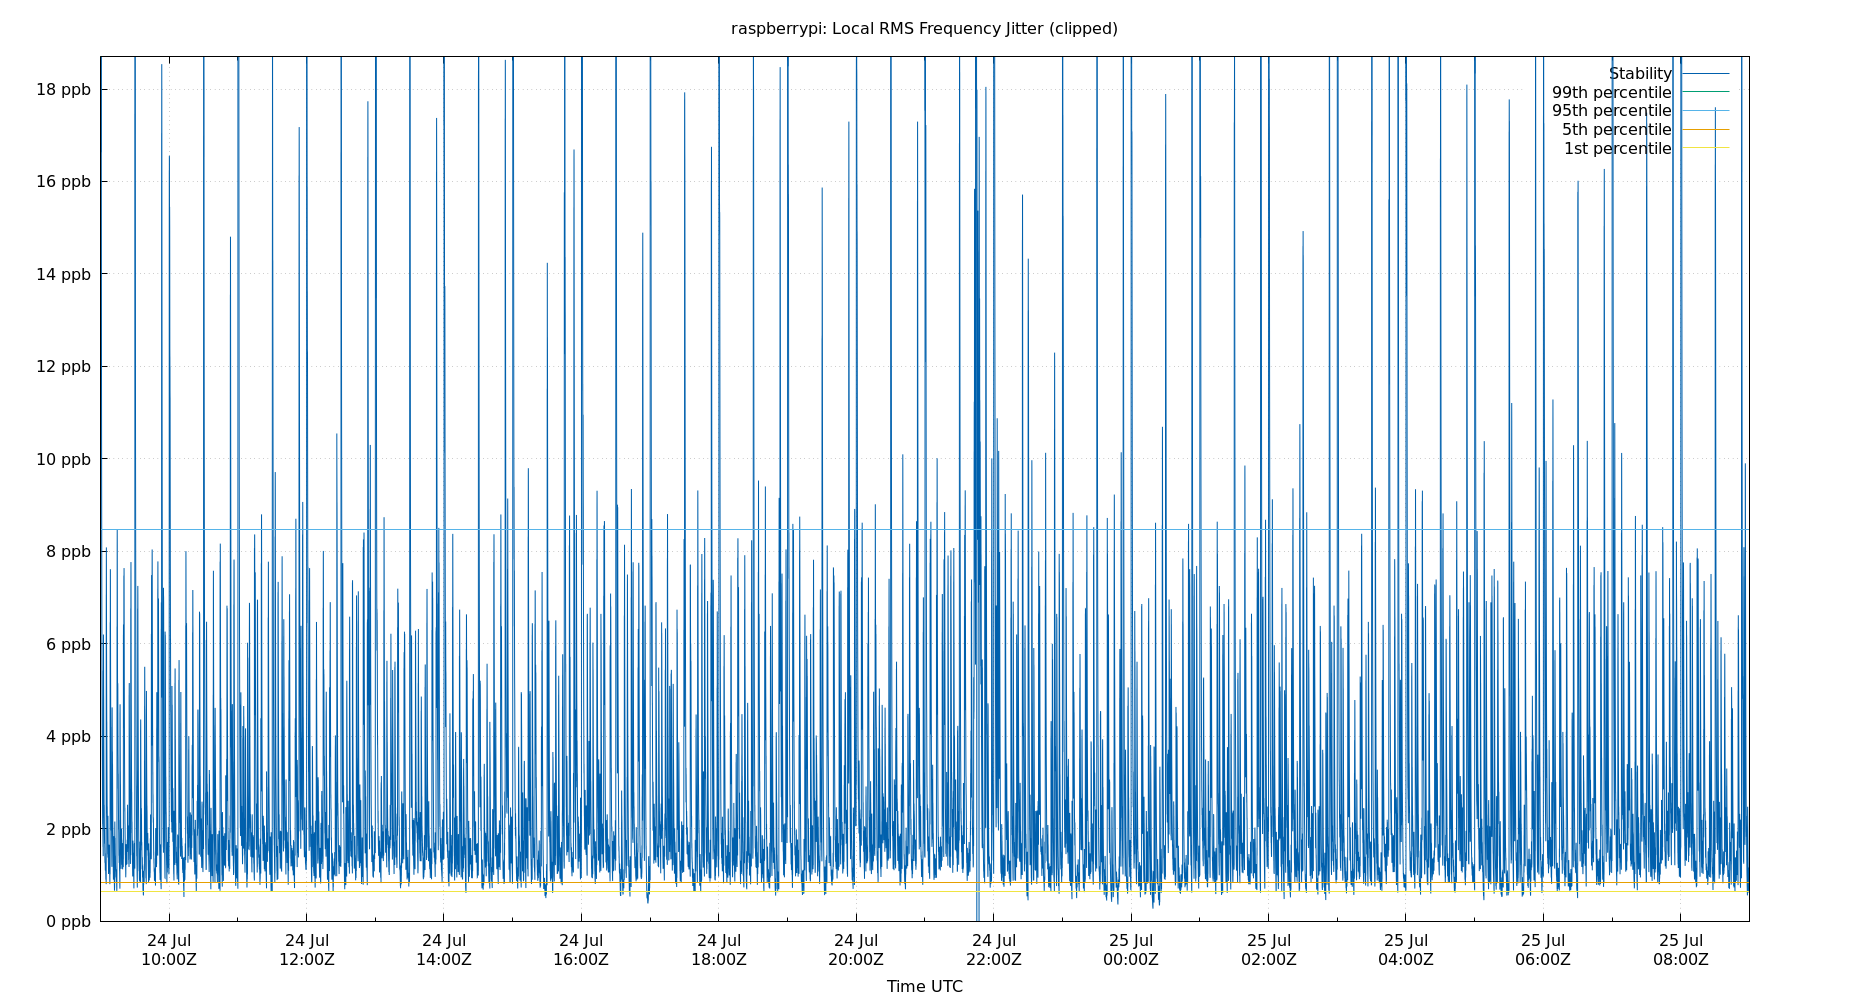 raspberrypi: Local RMS Frequency Jitter (clipped)
18 ppb
16 ppb
14 ppb
12 ppb
10 ppb
8 ppb
6 ppb
4 ppb
2 ppb
0 ppb
Stability
99th percentile
95th percentile
5th percentile
1st percentile
24 Jul 24 Jul 24 Jul 24 Jul 24 Jul 24 Jul 24 Jul 25 Jul 25 Jul 25 Jul 25 Jul 25 Jul
10:00Z 12:00Z 14:00Z 16:00Z 18:00Z 20:00Z 22:00Z 00:00Z 02:00Z 04:00Z 06:00Z 08:00Z
Time UTC